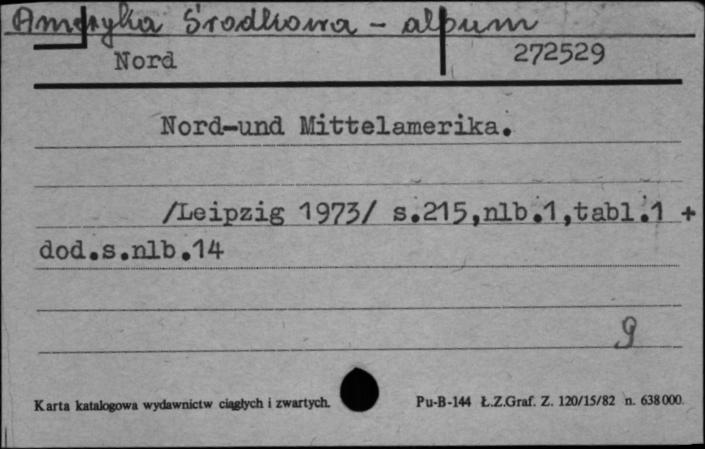 Ameryka Środkowa - album
Nord 272529
Nord-und Mittelamerika.
/Leipzig 1973/ s.215,nlb.1,tabl.1 +
dod.s.nlb.14
g
Karta katalogowa wydawnictw ciągłych i zwartych. Pu-B-144 Ł.Z.Graf. Z. 120/15/82 n. 638000.